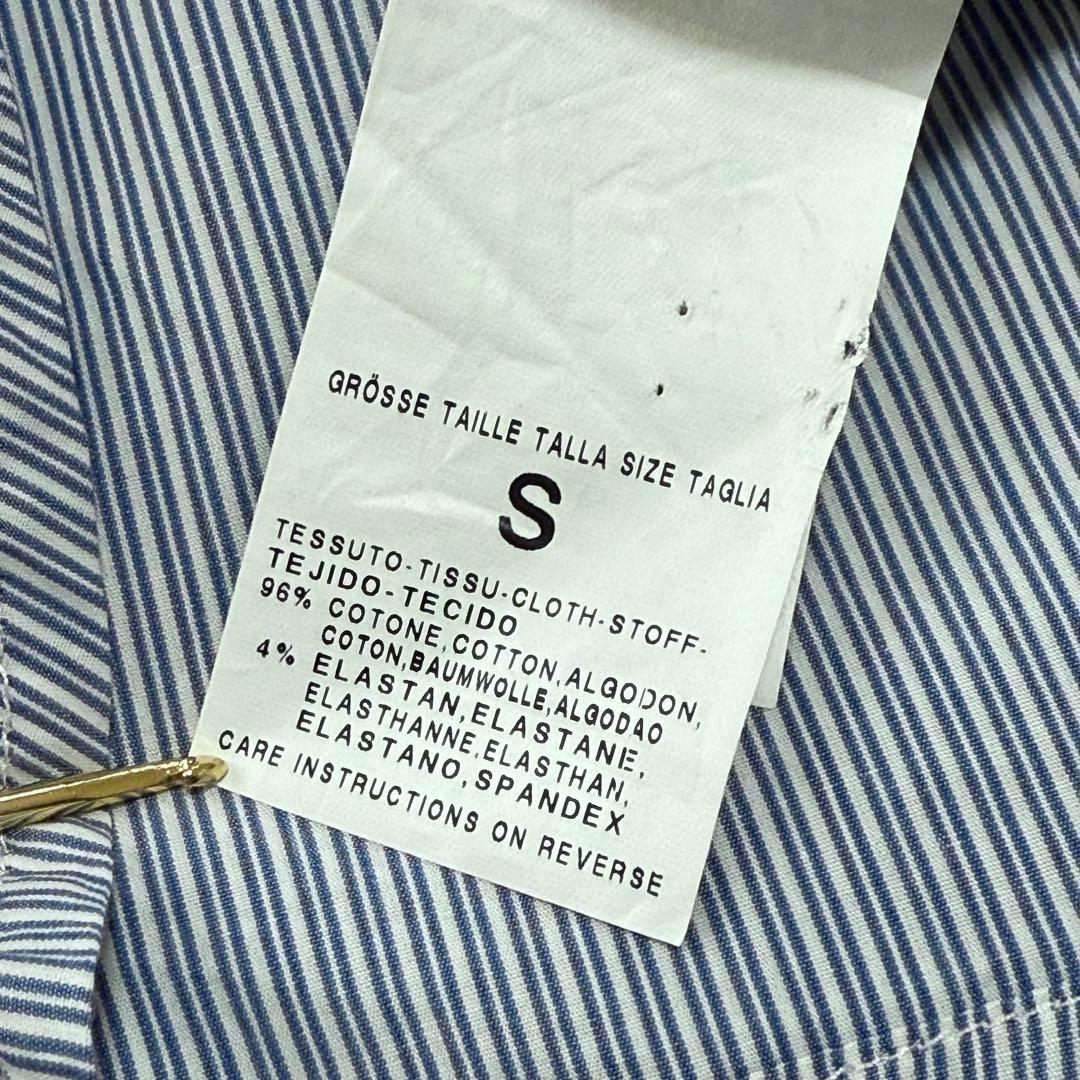 GRÖSSE TAILLE TALLA SIZE TAGLIA
S
TESSUTO-TISSU-CLOTH-STOFF-
TEJIDO-TECIDO
96% COTONE,COTTON,ALGODON,
COTON,BAUMWOLLE,ALGODAO
4% ELASTAN,ELASTANE,
ELASTHANNE,ELASTHAN,
ELASTANO,SPANDEX
CARE INSTRUCTIONS ON REVERSE